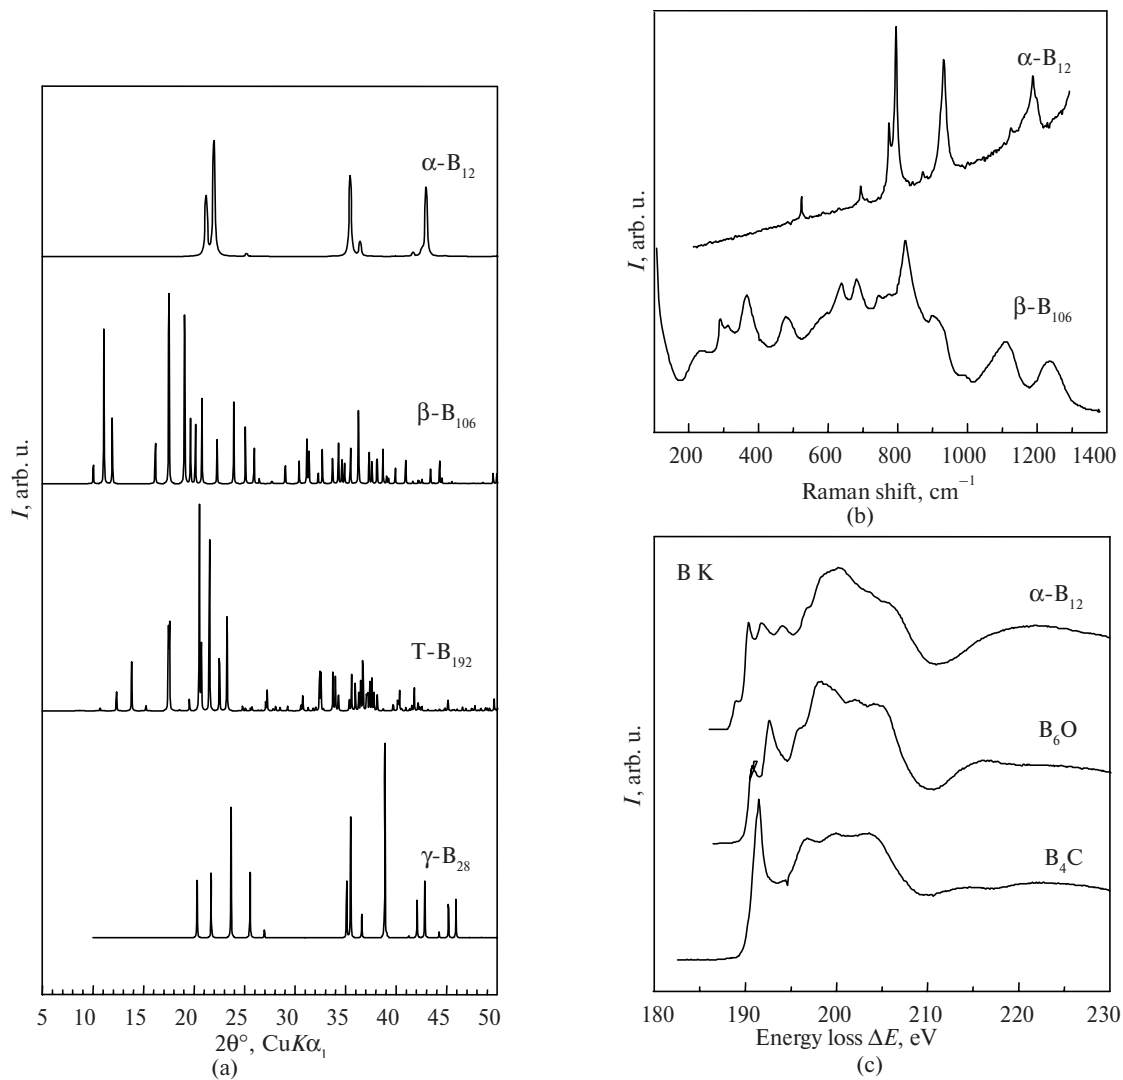 α-B12
β-B106
T-B192
γ-B28
I, arb. u.
5 10 15 20 25 30 35 40 45 50
2θ°, CuKα1
(a)
α-B12
β-B106
I, arb. u.
200 400 600 800 1000 1200 1400
Raman shift, cm−1
(b)
B K
α-B12
B6O
B4C
I, arb. u.
180 190 200 210 220 230
Energy loss ΔE, eV
(c)